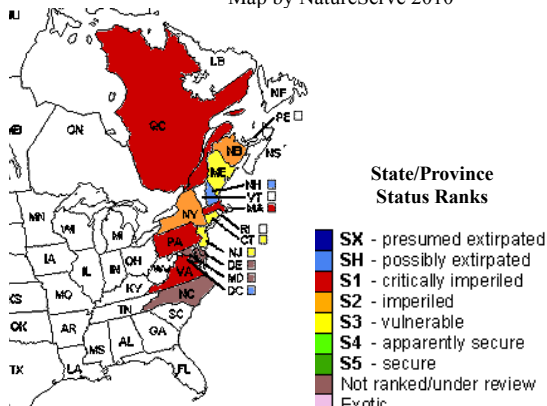 Map by NatureServe 2010
NU
LB
NF
PE
ON
QC
NB
NS
ME
NH
VT
MA
MN
WI
MI
NY
RI
CT
IA
PA
NJ
IL
IN
OH
DE
WV
MD
VA
DC
KS
MO
KY
NC
TN
OK
AR
SC
MS
AL
GA
TX
LA
FL
State/Province
Status Ranks
SX - presumed extirpated
SH - possibly extirpated
S1 - critically imperiled
S2 - imperiled
S3 - vulnerable
S4 - apparently secure
S5 - secure
Not ranked/under review
Exotic